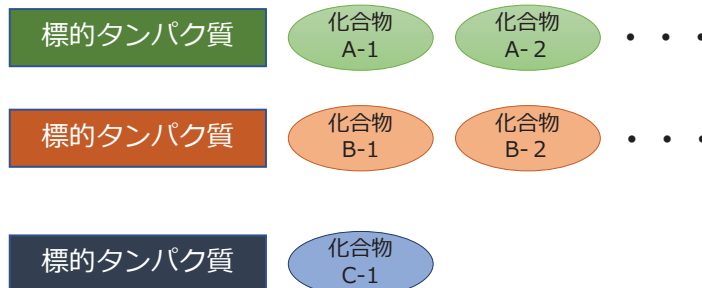 標的タンパク質
化合物
A-1
化合物
A-２
・・・
標的タンパク質
化合物
B-1
化合物
B-２
・・・
標的タンパク質
化合物
C-1